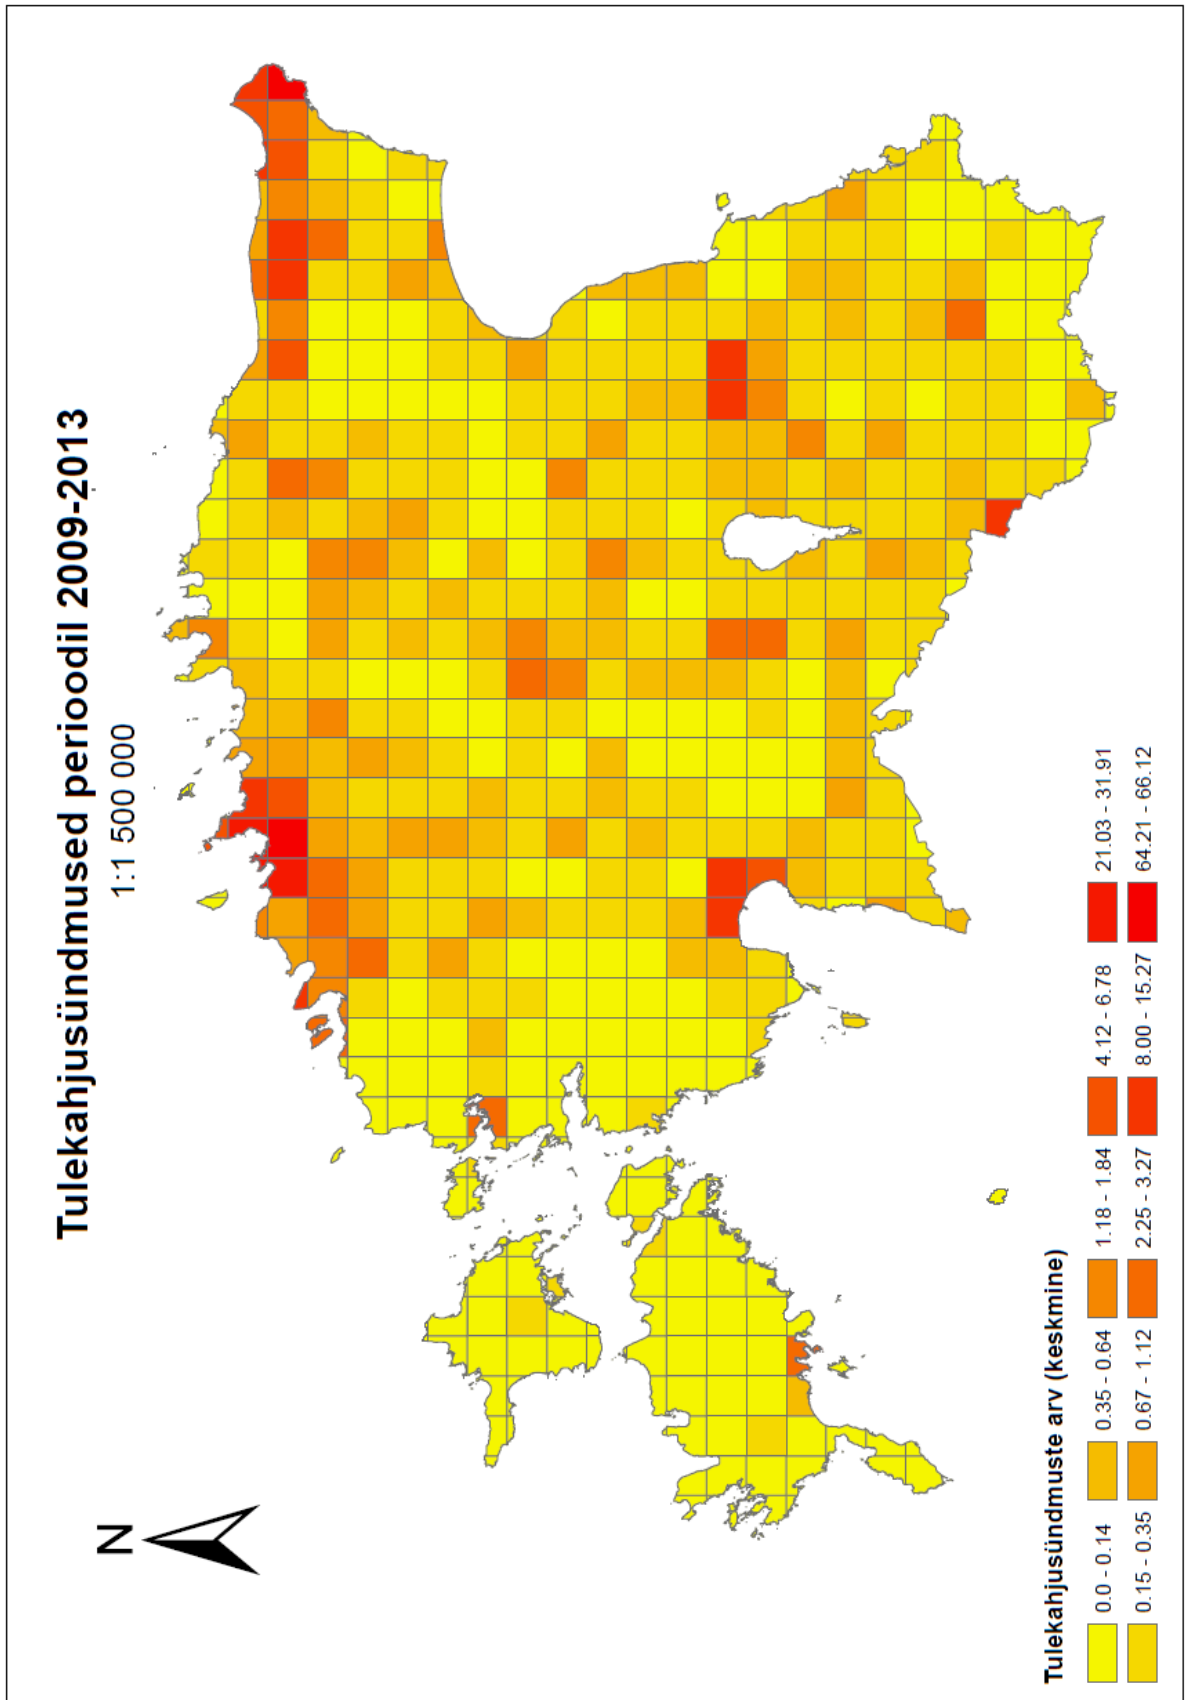 Tulekahjusündmused perioodil 2009-2013
1:1 500 000
N
Tulekahjusündmuste arv (keskmine)
0.0 - 0.14 0.35 - 0.64 1.18 - 1.84 4.12 - 6.78 21.03 - 31.91
0.15 - 0.35 0.67 - 1.12 2.25 - 3.27 8.00 - 15.27 64.21 - 66.12